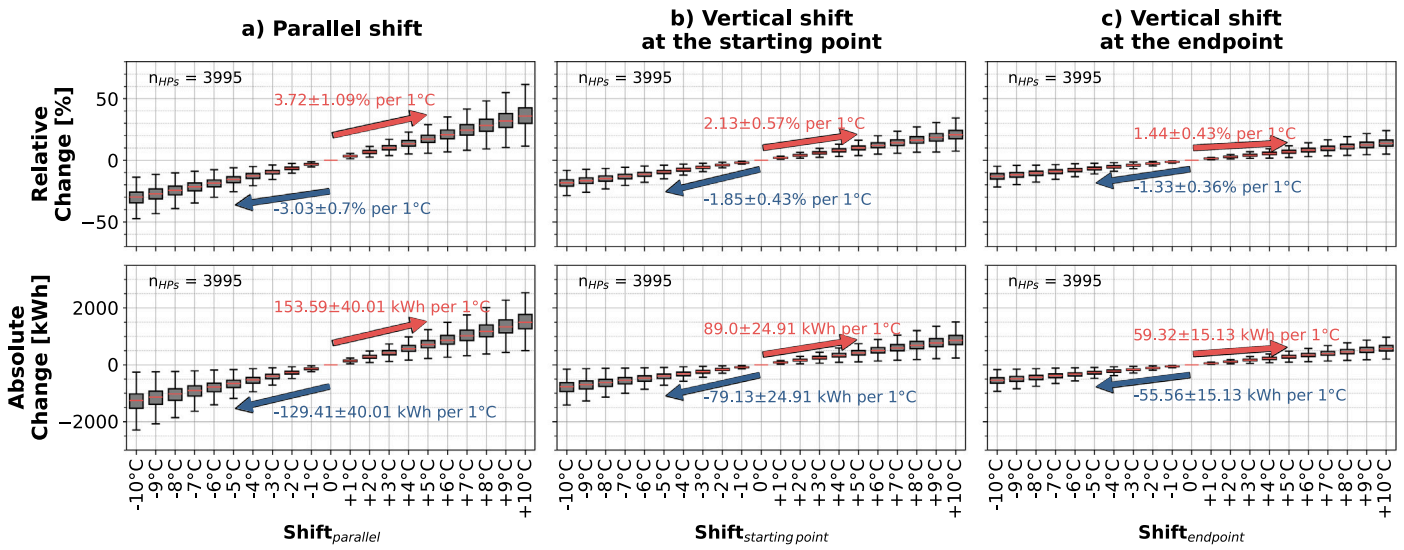 a) Parallel shift
b) Vertical shift
at the starting point
c) Vertical shift
at the endpoint
Relative
Change [%]
50
0
−50
n_HPs = 3995
3.72±1.09% per 1°C
-3.03±0.7% per 1°C
n_HPs = 3995
2.13±0.57% per 1°C
-1.85±0.43% per 1°C
n_HPs = 3995
1.44±0.43% per 1°C
-1.33±0.36% per 1°C
Absolute
Change [kWh]
2000
0
−2000
n_HPs = 3995
153.59±40.01 kWh per 1°C
-129.41±40.01 kWh per 1°C
n_HPs = 3995
89.0±24.91 kWh per 1°C
-79.13±24.91 kWh per 1°C
n_HPs = 3995
59.32±15.13 kWh per 1°C
-55.56±15.13 kWh per 1°C
-10°C -9°C -8°C -7°C -6°C -5°C -4°C -3°C -2°C -1°C 0°C +1°C +2°C +3°C +4°C +5°C +6°C +7°C +8°C +9°C +10°C
-10°C -9°C -8°C -7°C -6°C -5°C -4°C -3°C -2°C -1°C 0°C +1°C +2°C +3°C +4°C +5°C +6°C +7°C +8°C +9°C +10°C
-10°C -9°C -8°C -7°C -6°C -5°C -4°C -3°C -2°C -1°C 0°C +1°C +2°C +3°C +4°C +5°C +6°C +7°C +8°C +9°C +10°C
Shift_parallel
Shift_starting point
Shift_endpoint